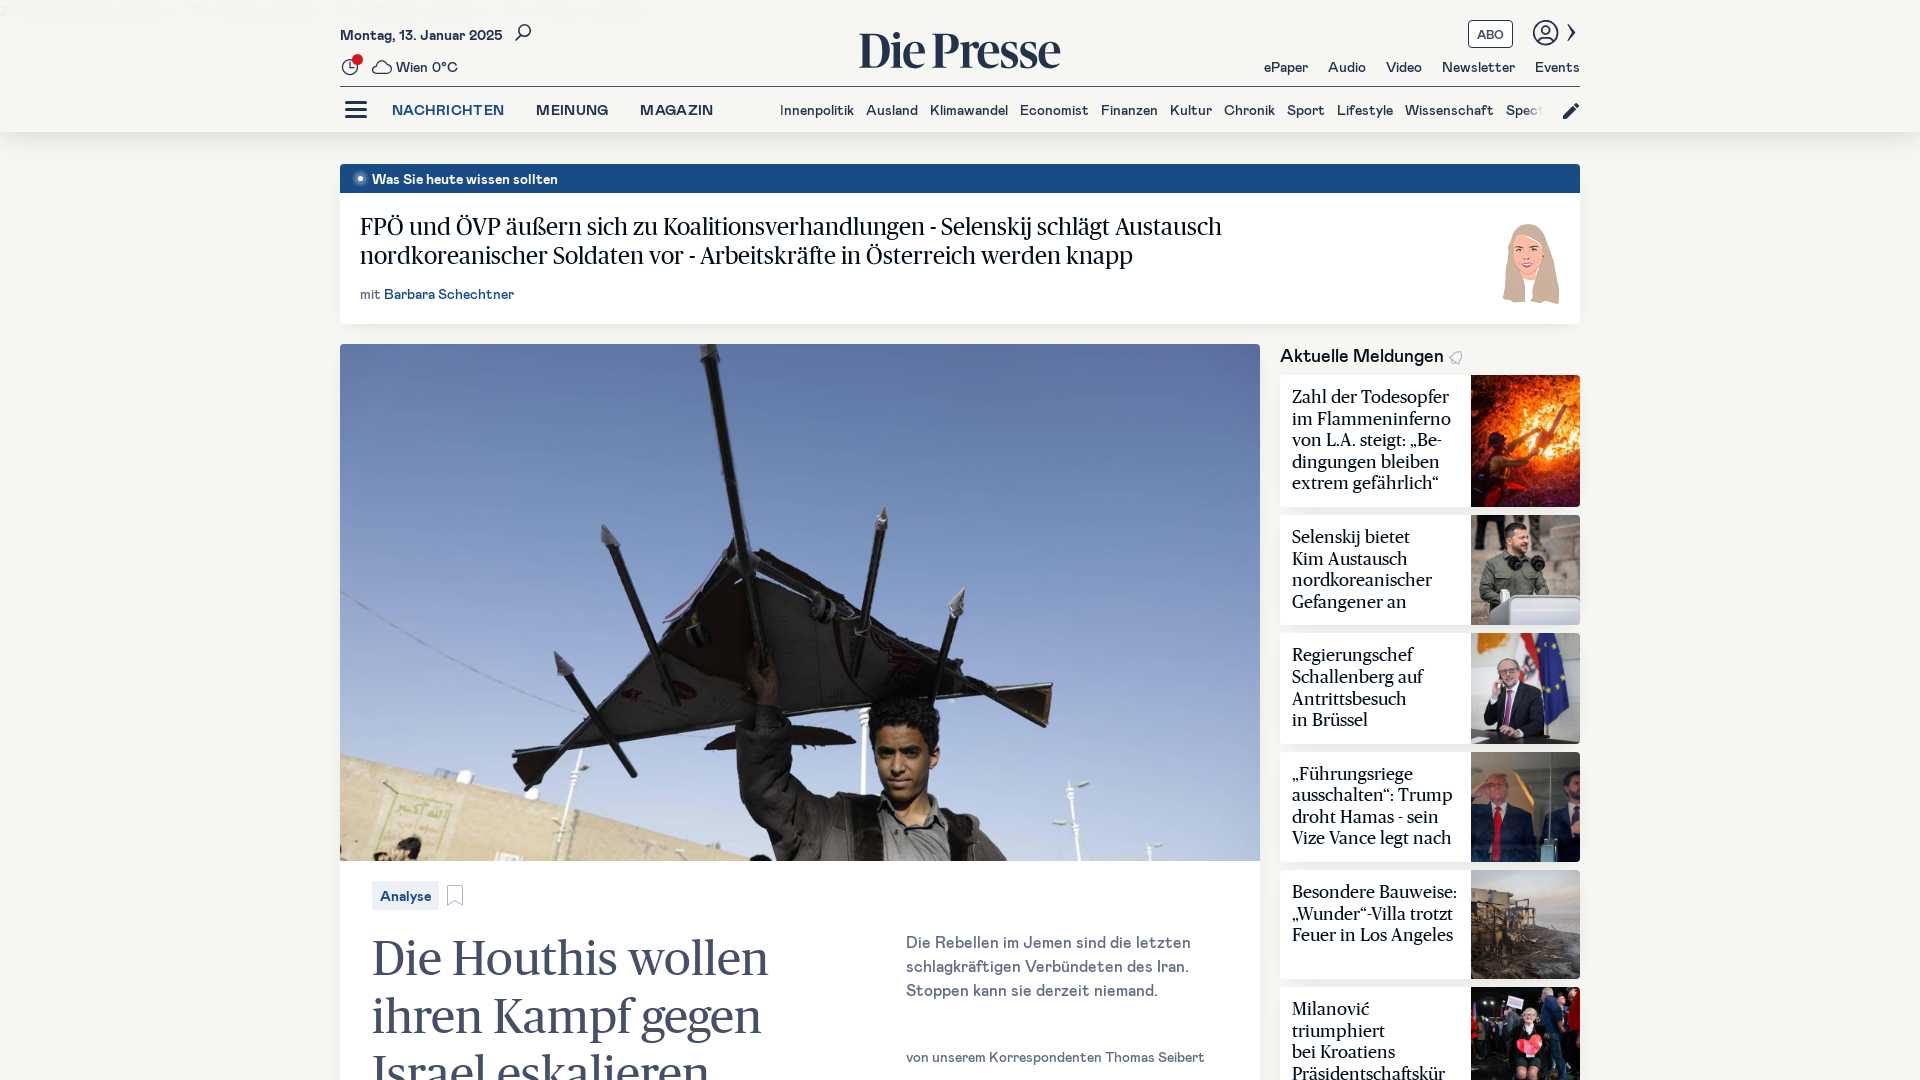 Montag, 13. Januar 2025
Wien 0°C
Die Presse
ABO
ePaper Audio Video Newsletter Events
NACHRICHTEN MEINUNG MAGAZIN
Innenpolitik Ausland Klimawandel Economist Finanzen Kultur Chronik Sport Lifestyle Wissenschaft Spect
Was Sie heute wissen sollten
FPÖ und ÖVP äußern sich zu Koalitionsverhandlungen - Selenskij schlägt Austausch
nordkoreanischer Soldaten vor - Arbeitskräfte in Österreich werden knapp
mit Barbara Schechtner
Analyse
Die Houthis wollen
ihren Kampf gegen
Israel eskalieren
Die Rebellen im Jemen sind die letzten
schlagkräftigen Verbündeten des Iran.
Stoppen kann sie derzeit niemand.
von unserem Korrespondenten Thomas Seibert
Aktuelle Meldungen
Zahl der Todesopfer
im Flammeninferno
von L.A. steigt: „Be-
dingungen bleiben
extrem gefährlich“
Selenskij bietet
Kim Austausch
nordkoreanischer
Gefangener an
Regierungschef
Schallenberg auf
Antrittsbesuch
in Brüssel
„Führungsriege
ausschalten“: Trump
droht Hamas - sein
Vize Vance legt nach
Besondere Bauweise:
„Wunder“-Villa trotzt
Feuer in Los Angeles
Milanović
triumphiert
bei Kroatiens
Präsidentschaftskür